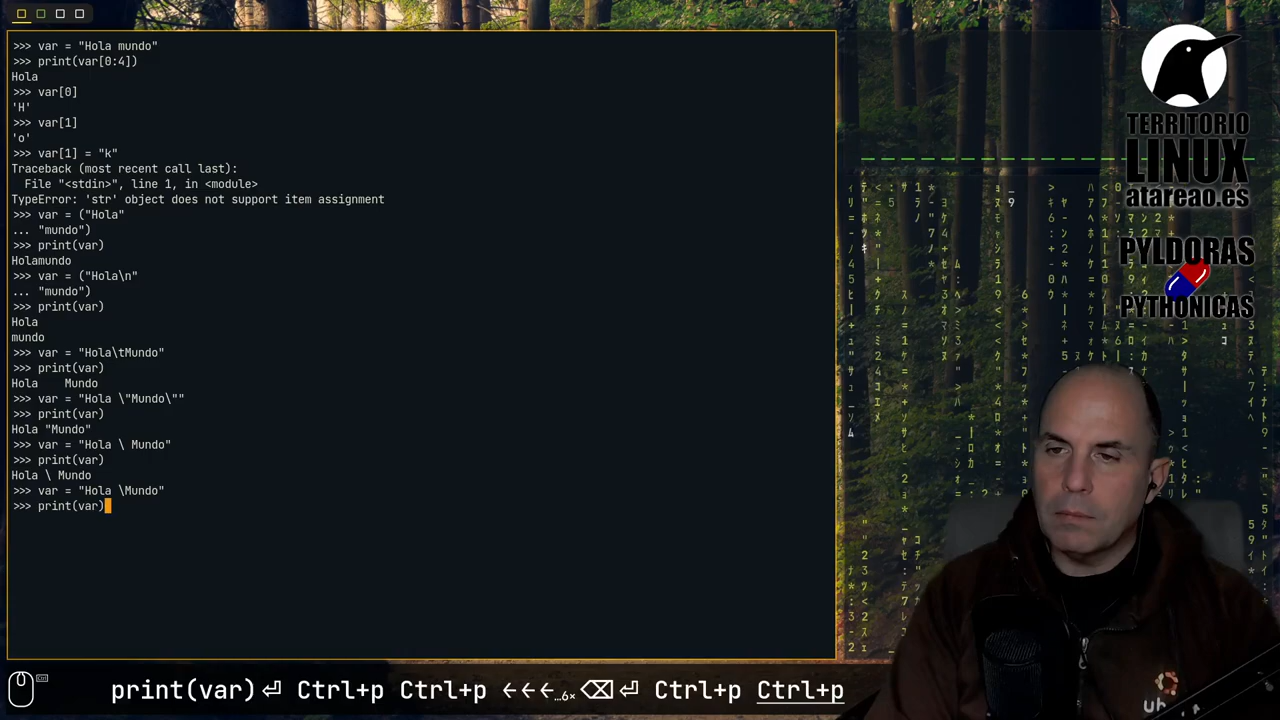 >>> var = "Hola mundo"
>>> print(var[0:4])
Hola
>>> var[0]
'H'
>>> var[1]
'o'
>>> var[1] = "k"
Traceback (most recent call last):
  File "<stdin>", line 1, in <module>
TypeError: 'str' object does not support item assignment
>>> var = ("Hola"
... "mundo")
>>> print(var)
Holamundo
>>> var = ("Hola\n"
... "mundo")
>>> print(var)
Hola
mundo
>>> var = "Hola\tMundo"
>>> print(var)
Hola    Mundo
>>> var = "Hola \"Mundo\""
>>> print(var)
Hola "Mundo"
>>> var = "Hola \ Mundo"
>>> print(var)
Hola \ Mundo
>>> var = "Hola \Mundo"
>>> print(var)
TERRITORIO
LINUX
atareao.es
PYLDORAS
PYTHONICAS
print(var)⏎ Ctrl+p Ctrl+p ←←←…6×⌫⏎ Ctrl+p Ctrl+p